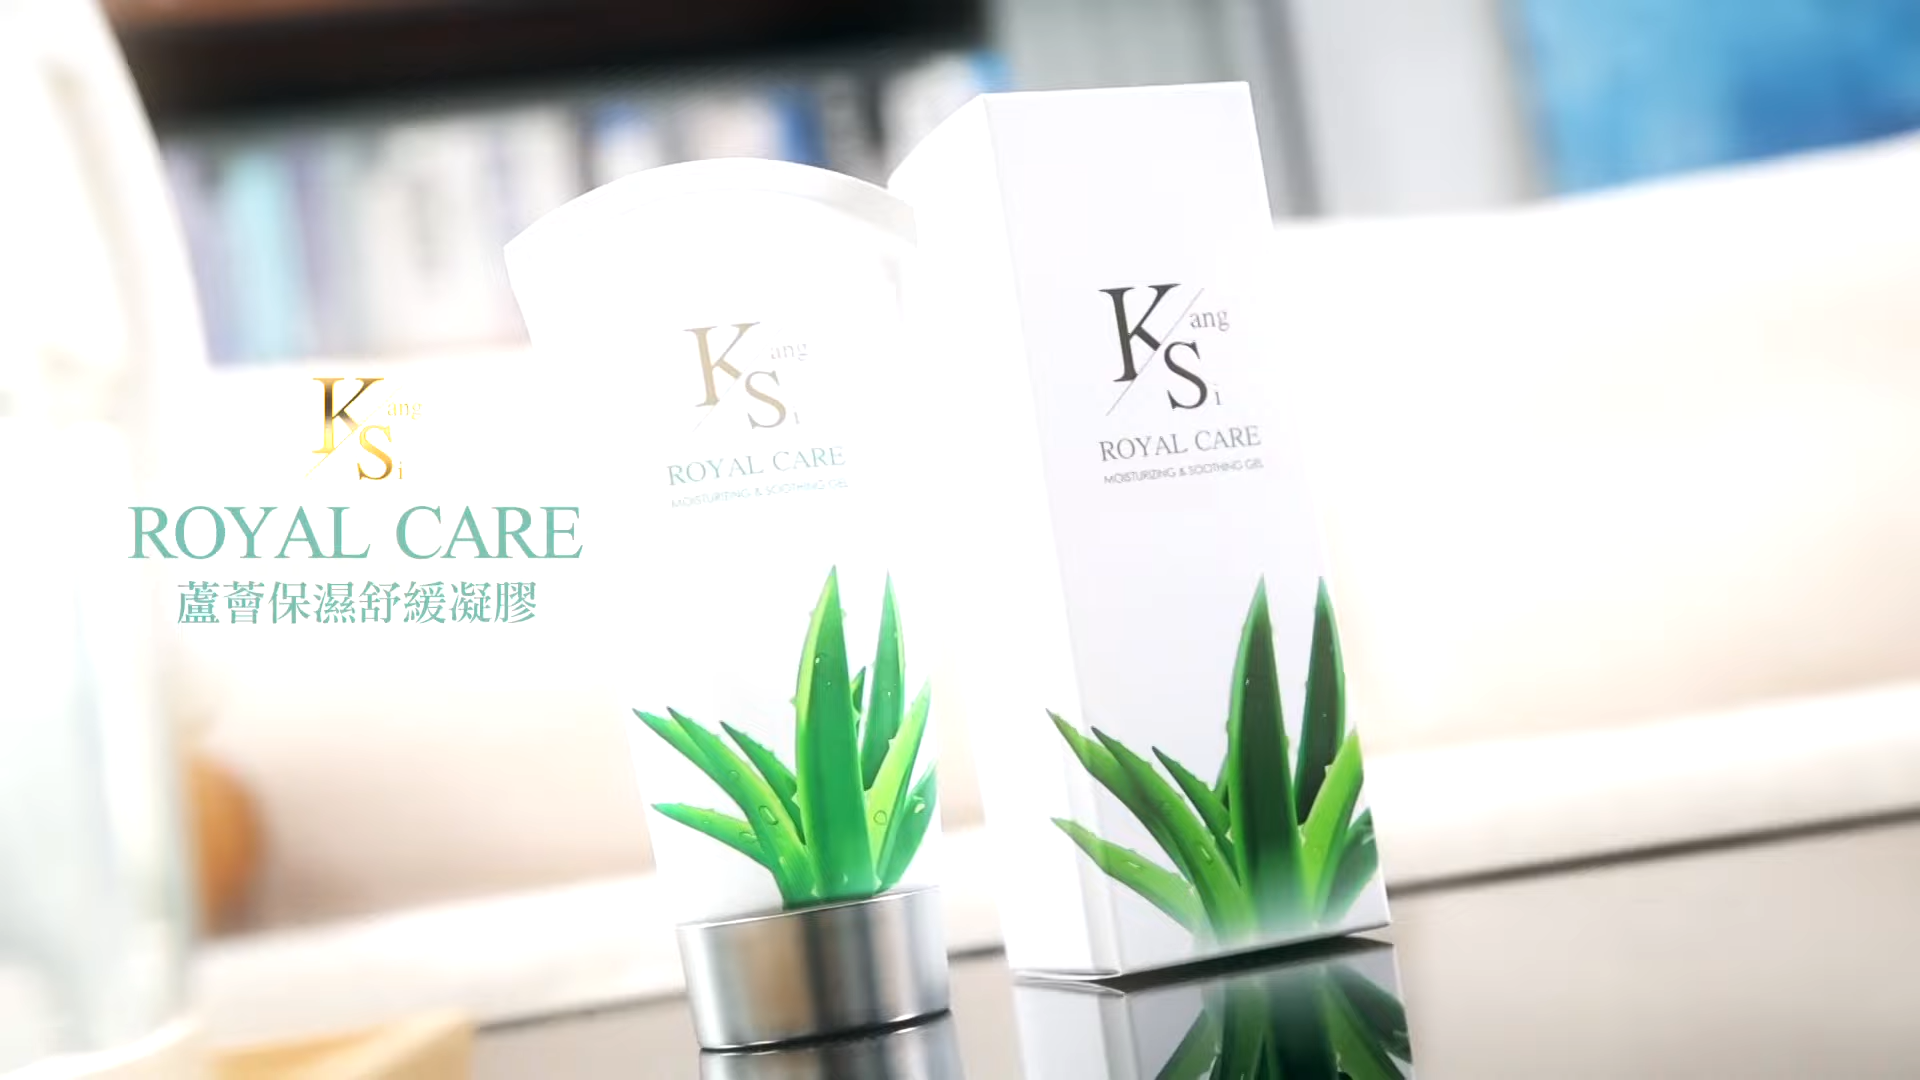 Kang
Si
ROYAL CARE
蘆薈保濕舒緩凝膠
Kang
Si
ROYAL CARE
MOISTURIZING & SOOTHING GEL
Kang
Si
ROYAL CARE
MOISTURIZING & SOOTHING GEL